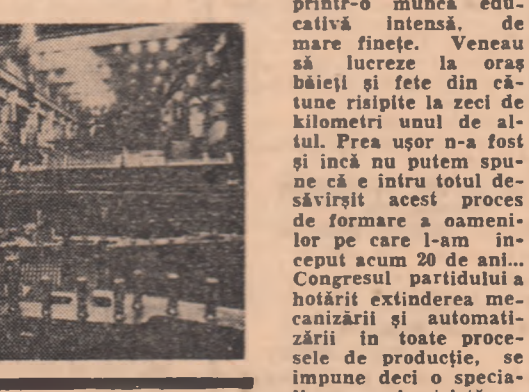 printr-o muncă edu-
cativă intensă, de
mare finețe. Veneau
să lucreze la oraș
băieți și fete din că-
tune risipite la zeci de
kilometri unul de al-
tul. Prea ușor n-a fost
și incă nu putem spu-
ne că e intru totul de-
săvîrșit acest proces
de formare a oameni-
lor pe care l-am în-
ceput acum 20 de ani...
Congresul partidului a
hotărît extinderea me-
canizării și automati-
zării in toate proce-
sele de producție, se
impune deci o specia-